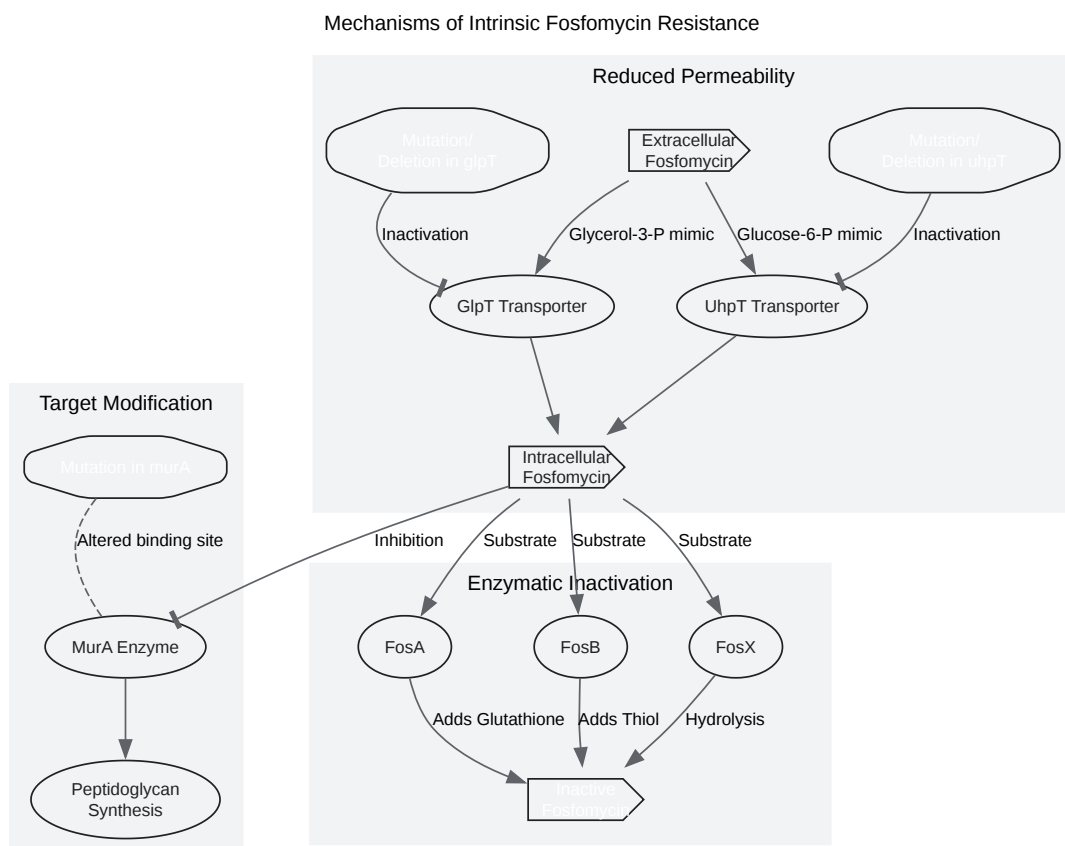 Mechanisms of Intrinsic Fosfomycin Resistance
Reduced Permeability
Mutation/
Deletion in glpT
Extracellular
Fosfomycin
Mutation/
Deletion in uhpT
Inactivation
Glycerol-3-P mimic
Glucose-6-P mimic
Inactivation
GlpT Transporter
UhpT Transporter
Target Modification
Mutation in murA
Intracellular
Fosfomycin
Altered binding site
Inhibition
Substrate
Substrate
Substrate
Enzymatic Inactivation
MurA Enzyme
FosA
FosB
FosX
Adds Glutathione
Adds Thiol
Hydrolysis
Peptidoglycan
Synthesis
Inactive
Fosfomycin